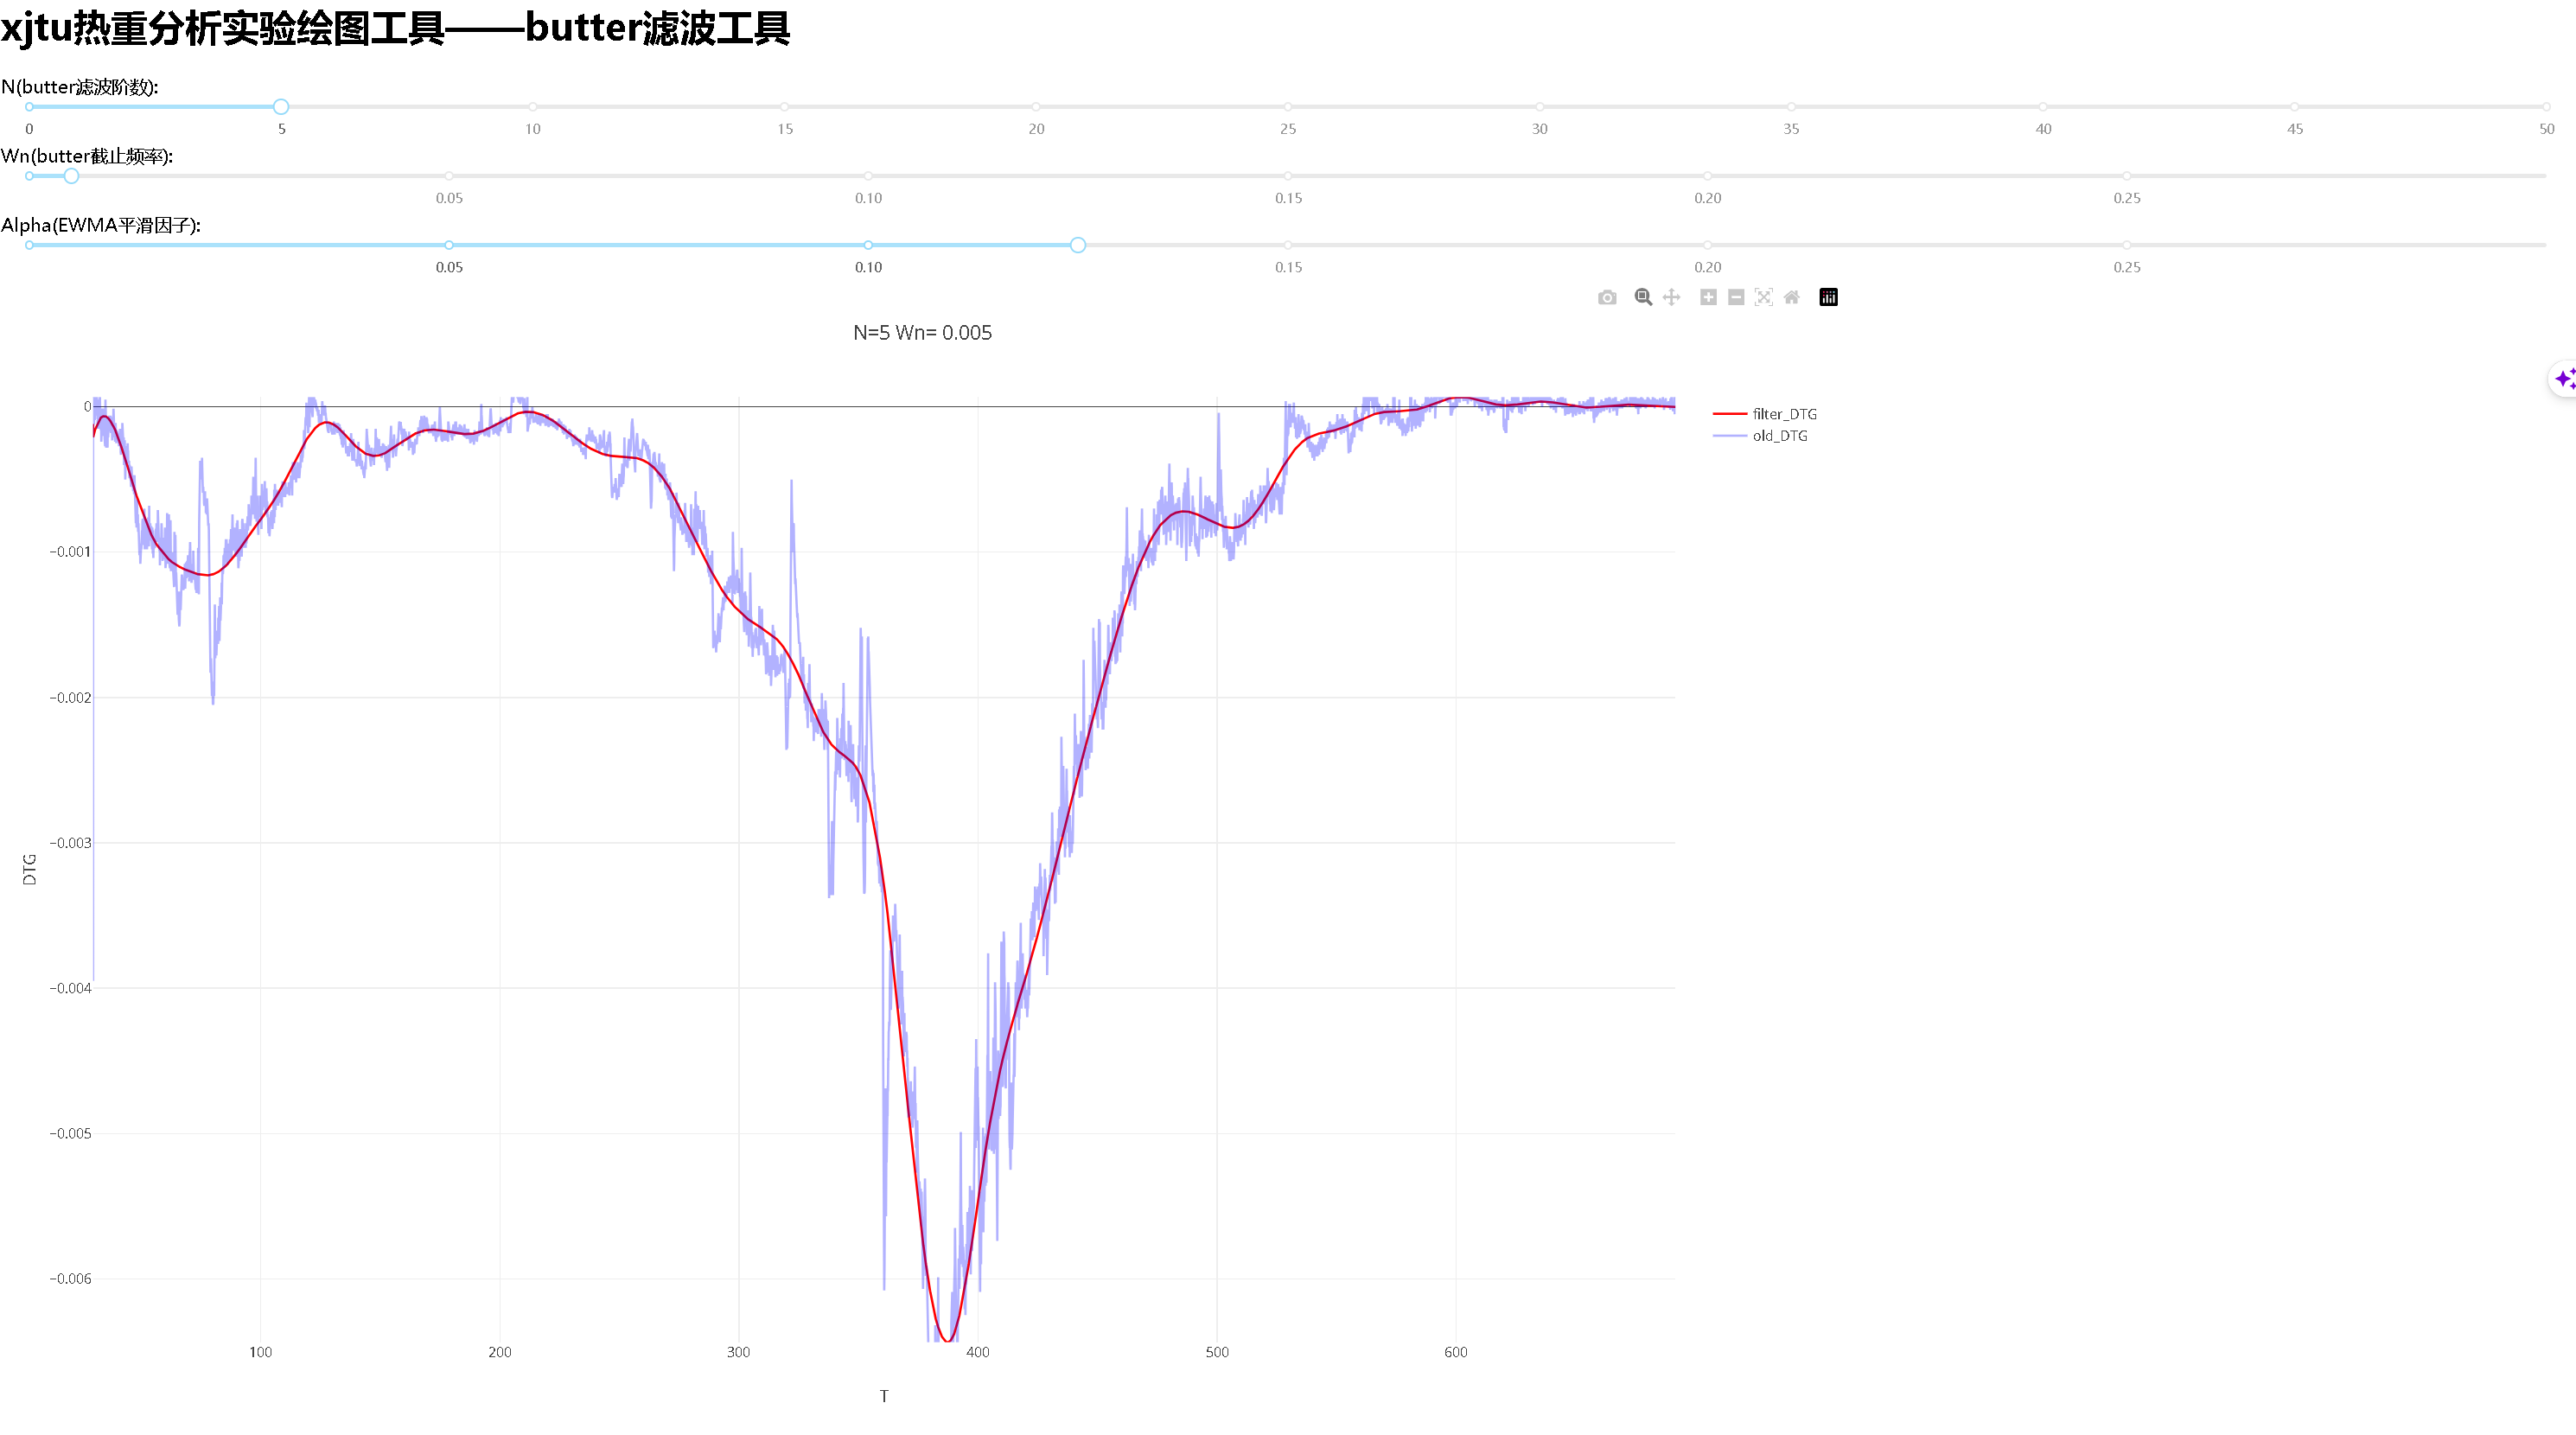 xjtu热重分析实验绘图工具——butter滤波工具
N(butter滤波阶数):
0 5 10 15 20 25 30 35 40 45 50
Wn(butter截止频率):
0.05 0.10 0.15 0.20 0.25
Alpha(EWMA平滑因子):
0.05 0.10 0.15 0.20 0.25
N=5 Wn= 0.005
filter_DTG
old_DTG
0
−0.001
−0.002
−0.003
−0.004
−0.005
−0.006
DTG
100 200 300 400 500 600
T